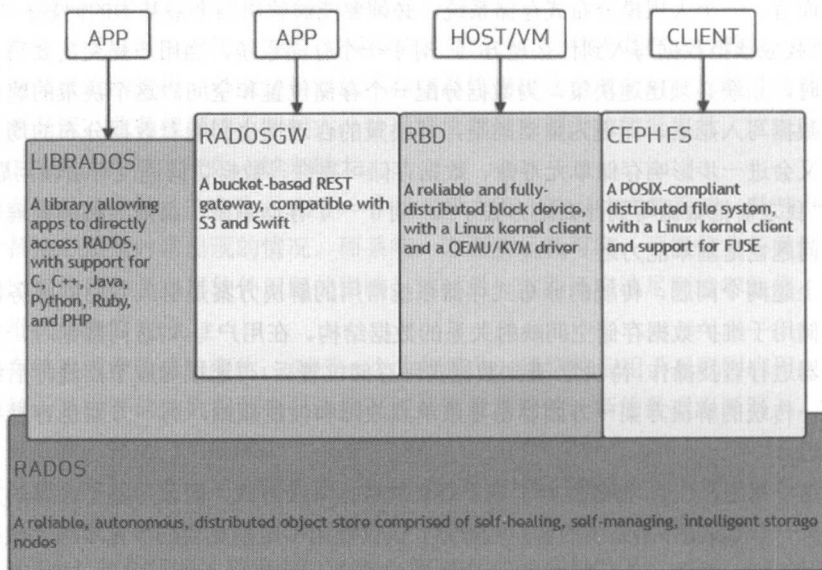 APP
APP
HOST/VM
CLIENT
LIBRADOS
A library allowing
apps to directly
access RADOS,
with support for
C, C++, Java,
Python, Ruby,
and PHP
RADOSGW
A bucket-based REST
gateway, compatible with
S3 and Swift
RBD
A reliable and fully-
distributed block device,
with a Linux kernel client
and a QEMU/KVM driver
CEPH FS
A POSIX-compliant
distributed file system,
with a Linux kernel client
and support for FUSE
RADOS
A reliable, autonomous, distributed object store comprised of self-healing, self-managing, intelligent storage
nodes